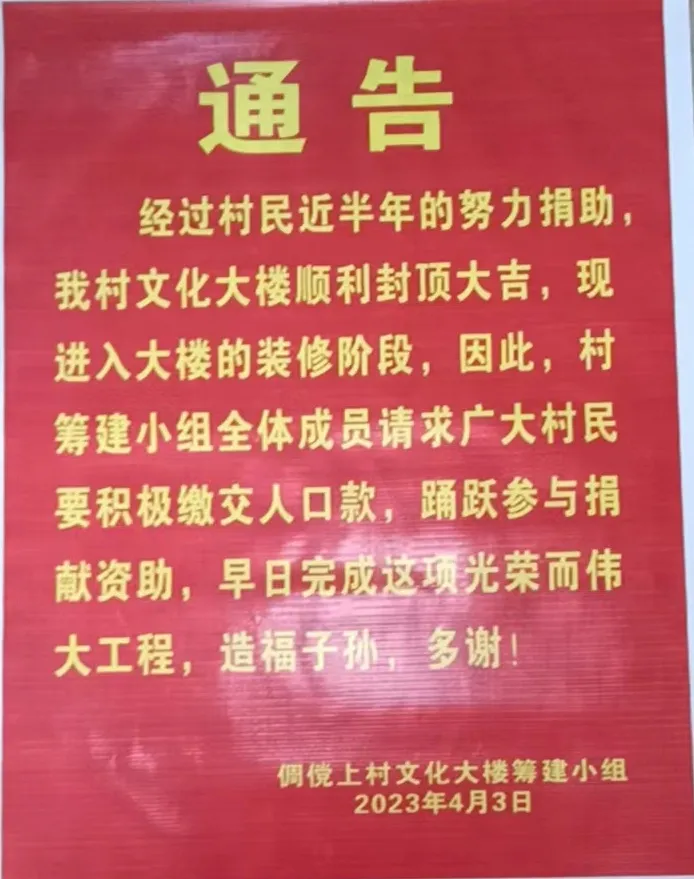 通告
经过村民近半年的努力捐助，
我村文化大楼顺利封顶大吉，现
进入大楼的装修阶段，因此，村
筹建小组全体成员请求广大村民
要积极缴交人口款，踊跃参与捐
献资助，早日完成这项光荣而伟
大工程，造福子孙，多谢！
倜傥上村文化大楼筹建小组
2023年4月3日